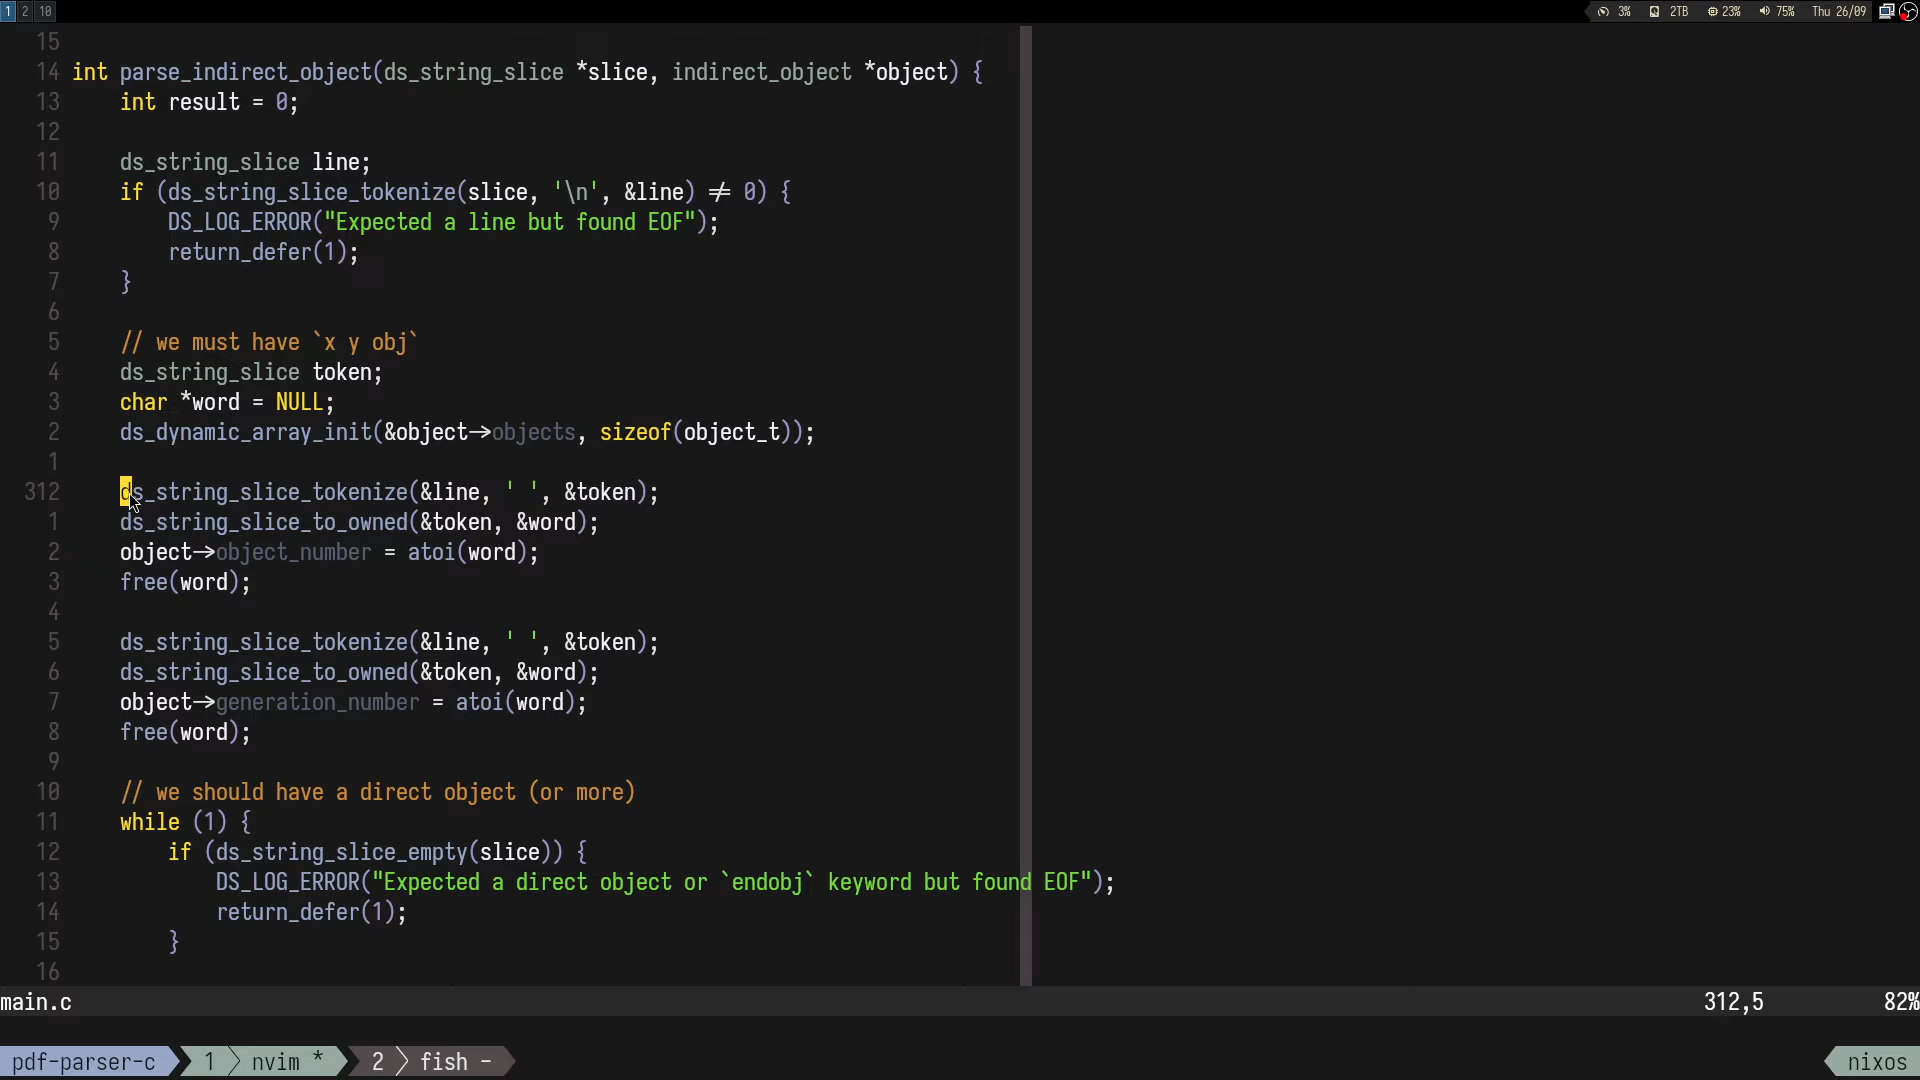 1 2 10 3% 2TB 23% 75% Thu 26/09
15
14 int parse_indirect_object(ds_string_slice *slice, indirect_object *object) {
13     int result = 0;
12
11     ds_string_slice line;
10     if (ds_string_slice_tokenize(slice, '\n', &line) ≠ 0) {
9         DS_LOG_ERROR("Expected a line but found EOF");
8         return_defer(1);
7     }
6
5     // we must have `x y obj`
4     ds_string_slice token;
3     char *word = NULL;
2     ds_dynamic_array_init(&object→objects, sizeof(object_t));
1
312     ds_string_slice_tokenize(&line, ' ', &token);
1     ds_string_slice_to_owned(&token, &word);
2     object→object_number = atoi(word);
3     free(word);
4
5     ds_string_slice_tokenize(&line, ' ', &token);
6     ds_string_slice_to_owned(&token, &word);
7     object→generation_number = atoi(word);
8     free(word);
9
10     // we should have a direct object (or more)
11     while (1) {
12         if (ds_string_slice_empty(slice)) {
13             DS_LOG_ERROR("Expected a direct object or `endobj` keyword but found EOF");
14             return_defer(1);
15         }
16
main.c 312,5 82%
pdf-parser-c 1 nvim * 2 fish - nixos